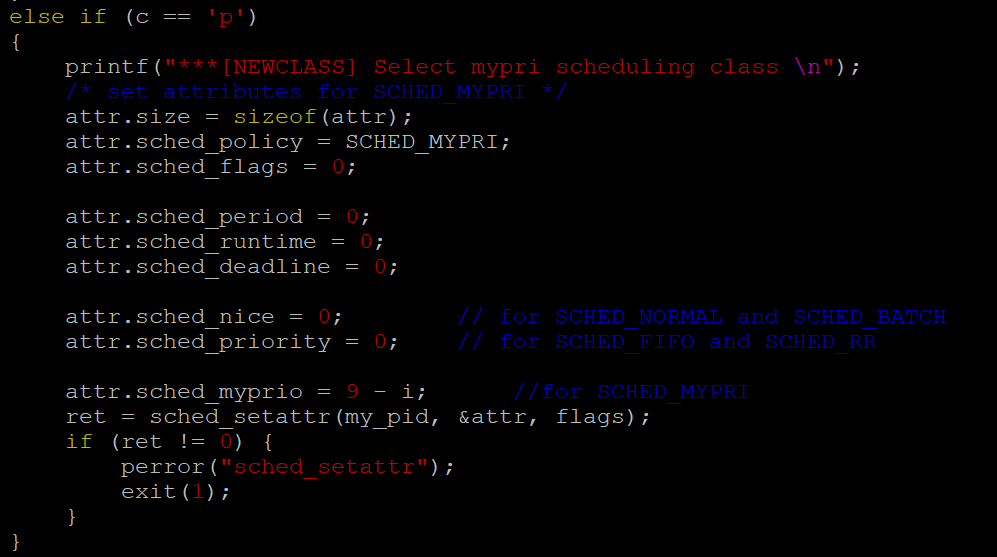 else if (c == 'p')
{
    printf("***[NEWCLASS] Select mypri scheduling class \n");
    /* set attributes for SCHED_MYPRI */
    attr.size = sizeof(attr);
    attr.sched_policy = SCHED_MYPRI;
    attr.sched_flags = 0;

    attr.sched_period = 0;
    attr.sched_runtime = 0;
    attr.sched_deadline = 0;

    attr.sched_nice = 0;        // for SCHED_NORMAL and SCHED_BATCH
    attr.sched_priority = 0;    // for SCHED_FIFO and SCHED_RR

    attr.sched_myprio = 9 - i;      //for SCHED_MYPRI
    ret = sched_setattr(my_pid, &attr, flags);
    if (ret != 0) {
        perror("sched_setattr");
        exit(1);
    }
}